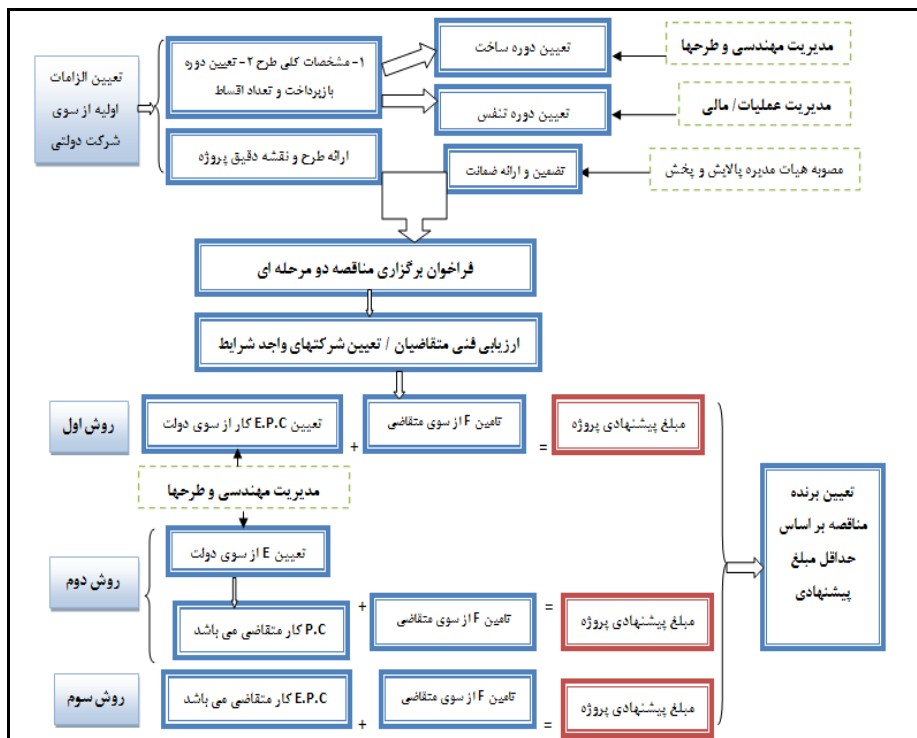 تعیین الزامات
اولیه از سوی
شرکت دولتی
۱- مشخصات کلی طرح ۲- تعیین دوره
بازپرداخت و تعداد اقساط
ارائه طرح و نقشه دقیق پروژه
تعیین دوره ساخت
مدیریت مهندسی و طرحها
تعیین دوره تنفس
مدیریت عملیات/ مالی
تضمین و ارائه ضمانت
مصوبه هیات مدیره پالایش و پخش
فراخوان برگزاری مناقصه دو مرحله ای
ارزیابی فنی متقاضیان / تعیین شرکتهای واجد شرایط
روش اول
تعیین E.P.C کار از سوی دولت
+
تامین F از سوی متقاضی
=
مبلغ پیشنهادی پروژه
مدیریت مهندسی و طرحها
روش دوم
تعیین E از سوی دولت
P.C کار متقاضی می باشد
+
تامین F از سوی متقاضی
=
مبلغ پیشنهادی پروژه
روش سوم
E.P.C کار متقاضی می باشد
+
تامین F از سوی متقاضی
=
مبلغ پیشنهادی پروژه
تعیین برنده
مناقصه بر اساس
حداقل مبلغ
پیشنهادی